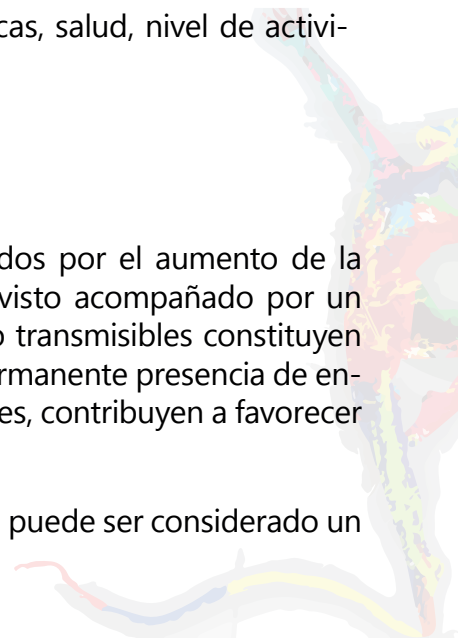 cas, salud, nivel de activi-
dos por el aumento de la
visto acompañado por un
o transmisibles constituyen
rmanente presencia de en-
es, contribuyen a favorecer
puede ser considerado un